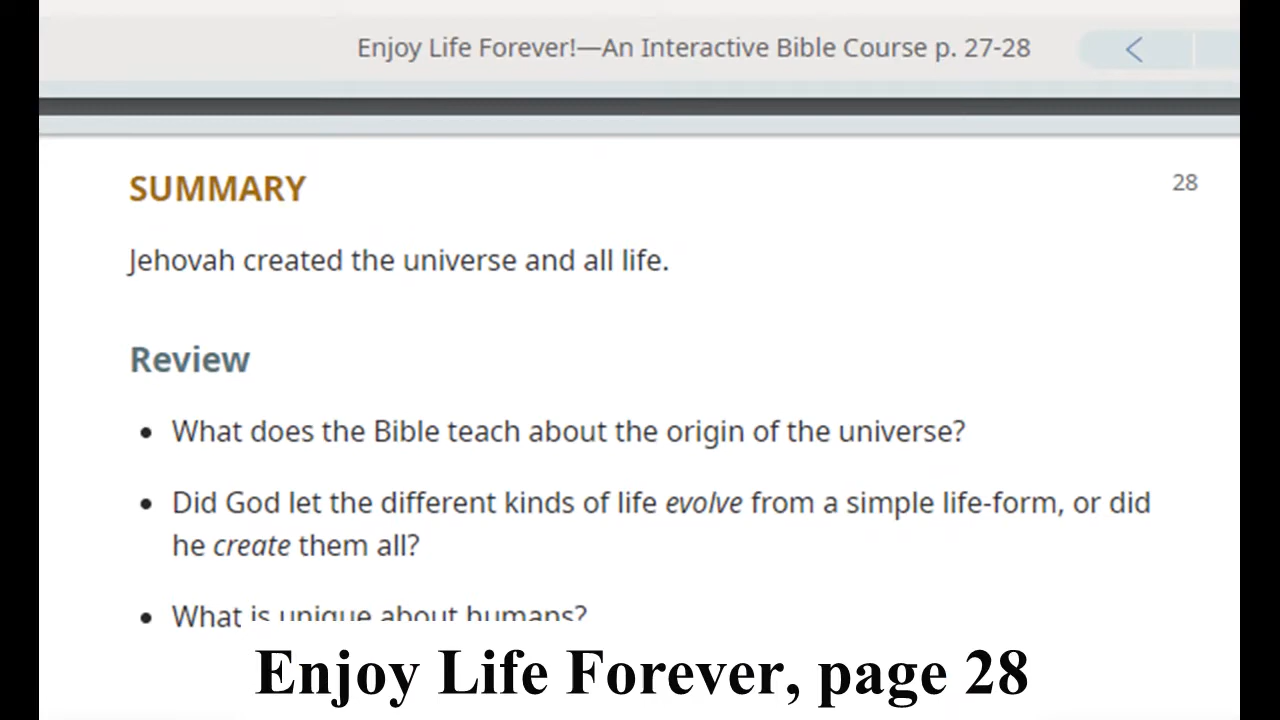 Enjoy Life Forever!—An Interactive Bible Course p. 27-28
SUMMARY
28
Jehovah created the universe and all life.
Review
• What does the Bible teach about the origin of the universe?
• Did God let the different kinds of life evolve from a simple life-form, or did
he create them all?
• What is unique about humans?
Enjoy Life Forever, page 28